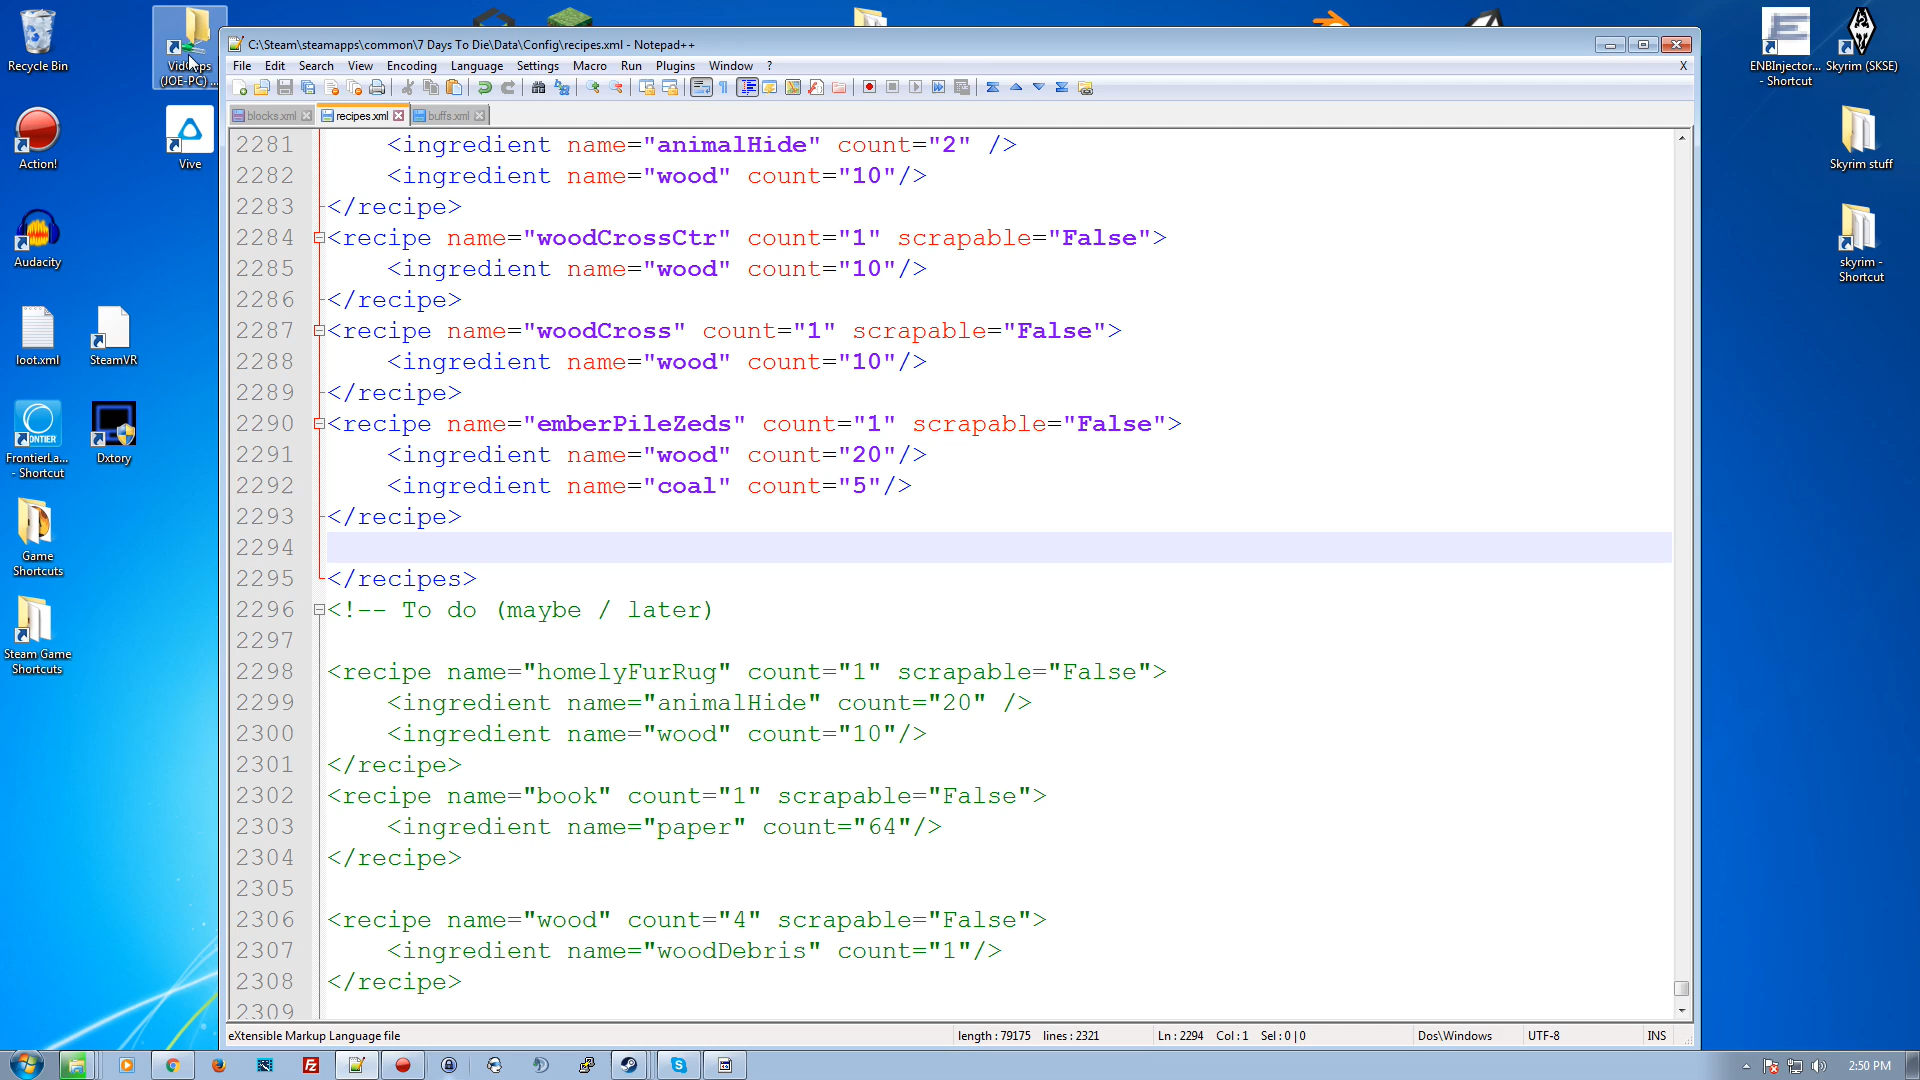 C:\Steam\steamapps\common\7 Days To Die\Data\Config\recipes.xml - Notepad++
File Edit Search View Encoding Language Settings Macro Run Plugins Window ? X
blocks.xml recipes.xml buffs.xml
2281 <ingredient name="animalHide" count="2" />
2282 <ingredient name="wood" count="10"/>
2283 </recipe>
2284 <recipe name="woodCrossCtr" count="1" scrapable="False">
2285 <ingredient name="wood" count="10"/>
2286 </recipe>
2287 <recipe name="woodCross" count="1" scrapable="False">
2288 <ingredient name="wood" count="10"/>
2289 </recipe>
2290 <recipe name="emberPileZeds" count="1" scrapable="False">
2291 <ingredient name="wood" count="20"/>
2292 <ingredient name="coal" count="5"/>
2293 </recipe>
2294
2295 </recipes>
2296 <!-- To do (maybe / later)
2297
2298 <recipe name="homelyFurRug" count="1" scrapable="False">
2299 <ingredient name="animalHide" count="20" />
2300 <ingredient name="wood" count="10"/>
2301 </recipe>
2302 <recipe name="book" count="1" scrapable="False">
2303 <ingredient name="paper" count="64"/>
2304 </recipe>
2305
2306 <recipe name="wood" count="4" scrapable="False">
2307 <ingredient name="woodDebris" count="1"/>
2308 </recipe>
2309
eXtensible Markup Language file length : 79175 lines : 2321 Ln : 2294 Col : 1 Sel : 0 | 0 Dos\Windows UTF-8 INS
Recycle Bin
(JOE-PC) ...
Action!
Vive
Audacity
loot.xml
SteamVR
FRONTIER
FrontierLa...
- Shortcut
Dxtory
Game
Shortcuts
Steam Game
Shortcuts
ENBInjector...
- Shortcut
Skyrim (SKSE)
Skyrim stuff
skyrim -
Shortcut
2:50 PM